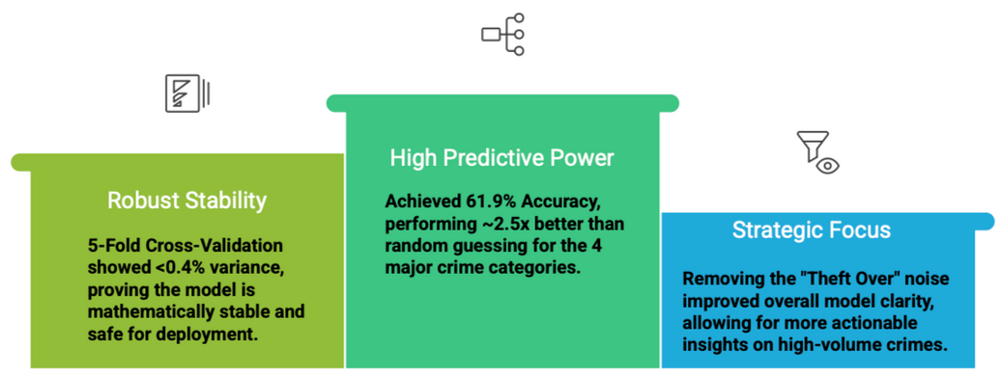 Robust Stability
5-Fold Cross-Validation
showed <0.4% variance,
proving the model is
mathematically stable and
safe for deployment.
High Predictive Power
Achieved 61.9% Accuracy,
performing ~2.5x better than
random guessing for the 4
major crime categories.
Strategic Focus
Removing the "Theft Over" noise
improved overall model clarity,
allowing for more actionable
insights on high-volume crimes.